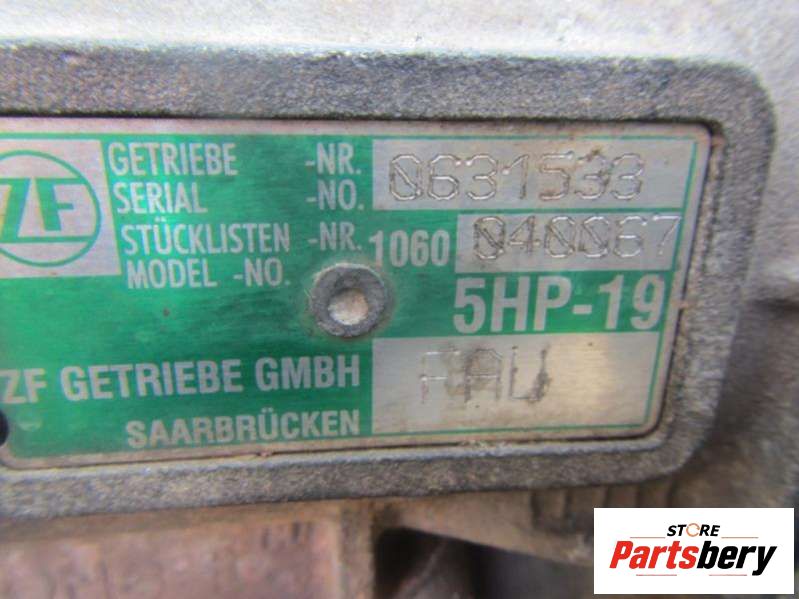 ZF
GETRIEBE -NR. 0631533
SERIAL -NO.
STÜCKLISTEN -NR. 1060 040067
MODEL -NO.
5HP-19
ZF GETRIEBE GMBH FAU
SAARBRÜCKEN
STORE
Partsbery